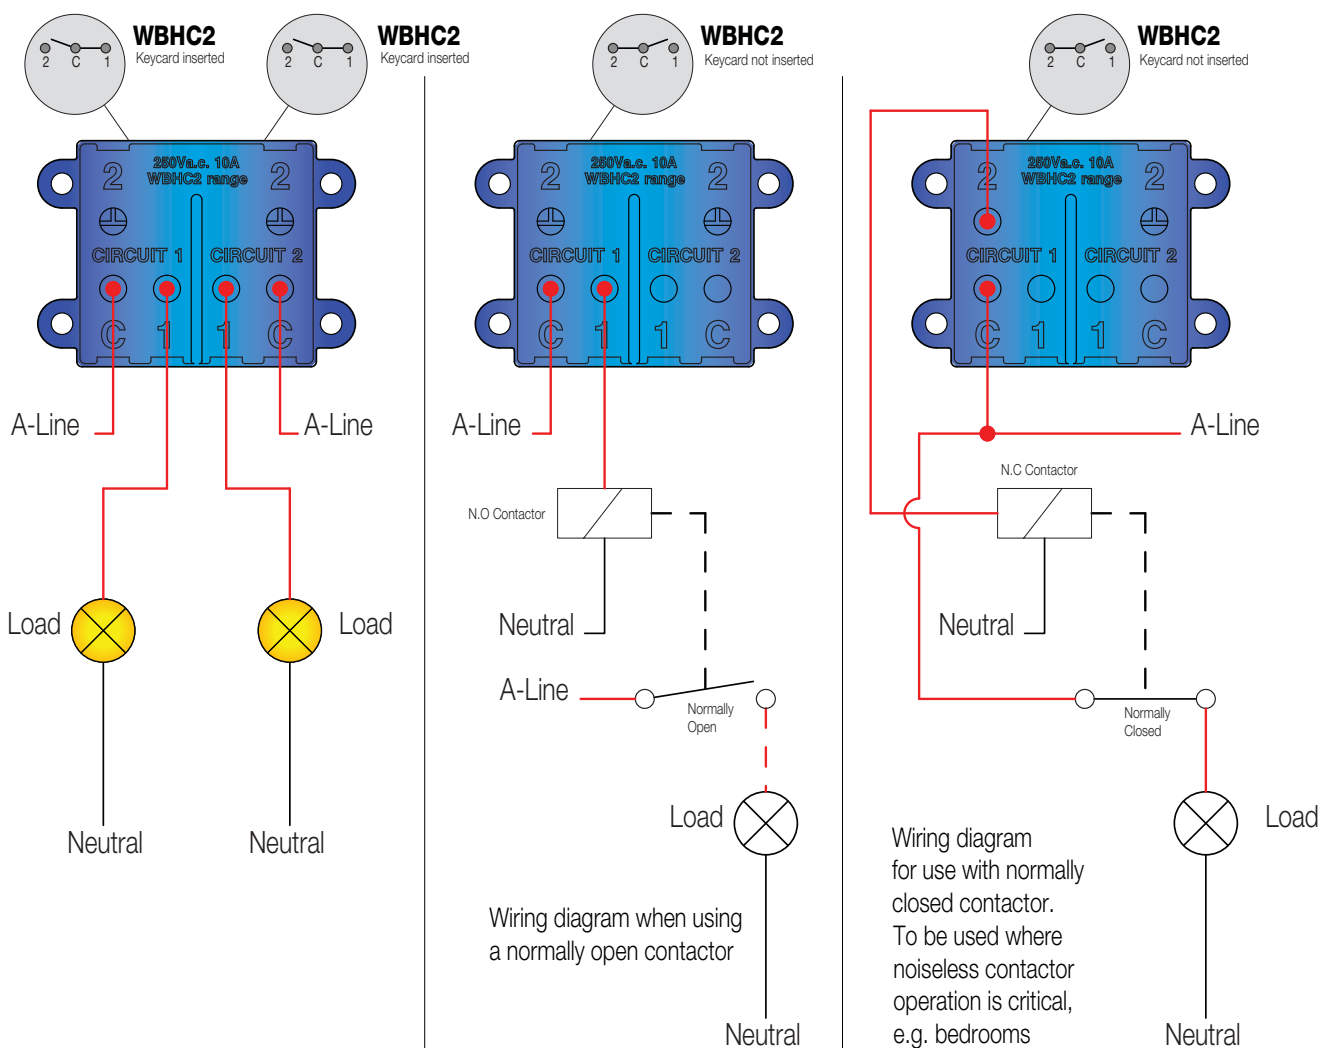 WBHC2
Keycard inserted
2 C 1
WBHC2
Keycard inserted
2 C 1
250Va.c. 10A
WBHC2 range
2 2
CIRCUIT 1 CIRCUIT 2
C 1 1 C
A-Line
A-Line
Load
Load
Neutral
Neutral
WBHC2
Keycard not inserted
2 C 1
250Va.c. 10A
WBHC2 range
2 2
CIRCUIT 1 CIRCUIT 2
C 1 1 C
A-Line
N.O Contactor
Neutral
A-Line
Normally
Open
Load
Wiring diagram when using
a normally open contactor
Neutral
WBHC2
Keycard not inserted
2 C 1
250Va.c. 10A
WBHC2 range
2 2
CIRCUIT 1 CIRCUIT 2
C 1 1 C
A-Line
N.C Contactor
Neutral
Normally
Closed
Load
Wiring diagram
for use with normally
closed contactor.
To be used where
noiseless contactor
operation is critical,
e.g. bedrooms
Neutral